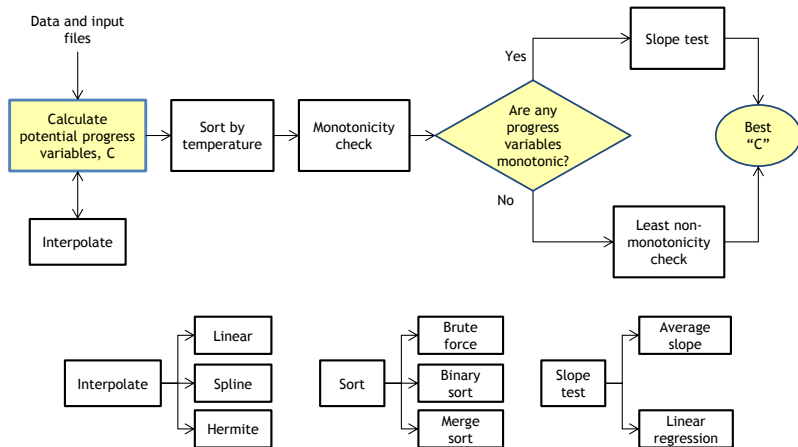 Data and input
files
Calculate
potential progress
variables, C
Sort by
temperature
Monotonicity
check
Are any
progress
variables
monotonic?
Yes
Slope test
Best
“C”
No
Least non-
monotonicity
check
Interpolate
Interpolate
Linear
Spline
Hermite
Sort
Brute
force
Binary
sort
Merge
sort
Slope
test
Average
slope
Linear
regression